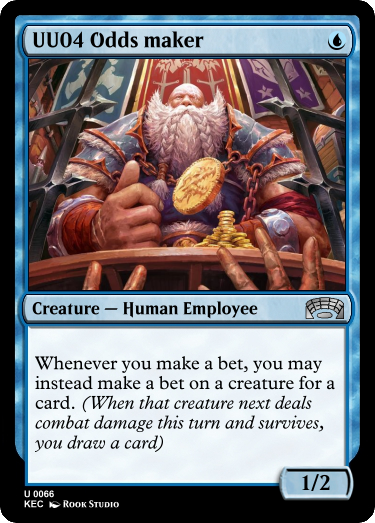 UU04 Odds maker
Creature — Human Employee
Whenever you make a bet, you may
instead make a bet on a creature for a
card. (When that creature next deals
combat damage this turn and survives,
you draw a card)
1/2
U 0066
KEC Rook Studio